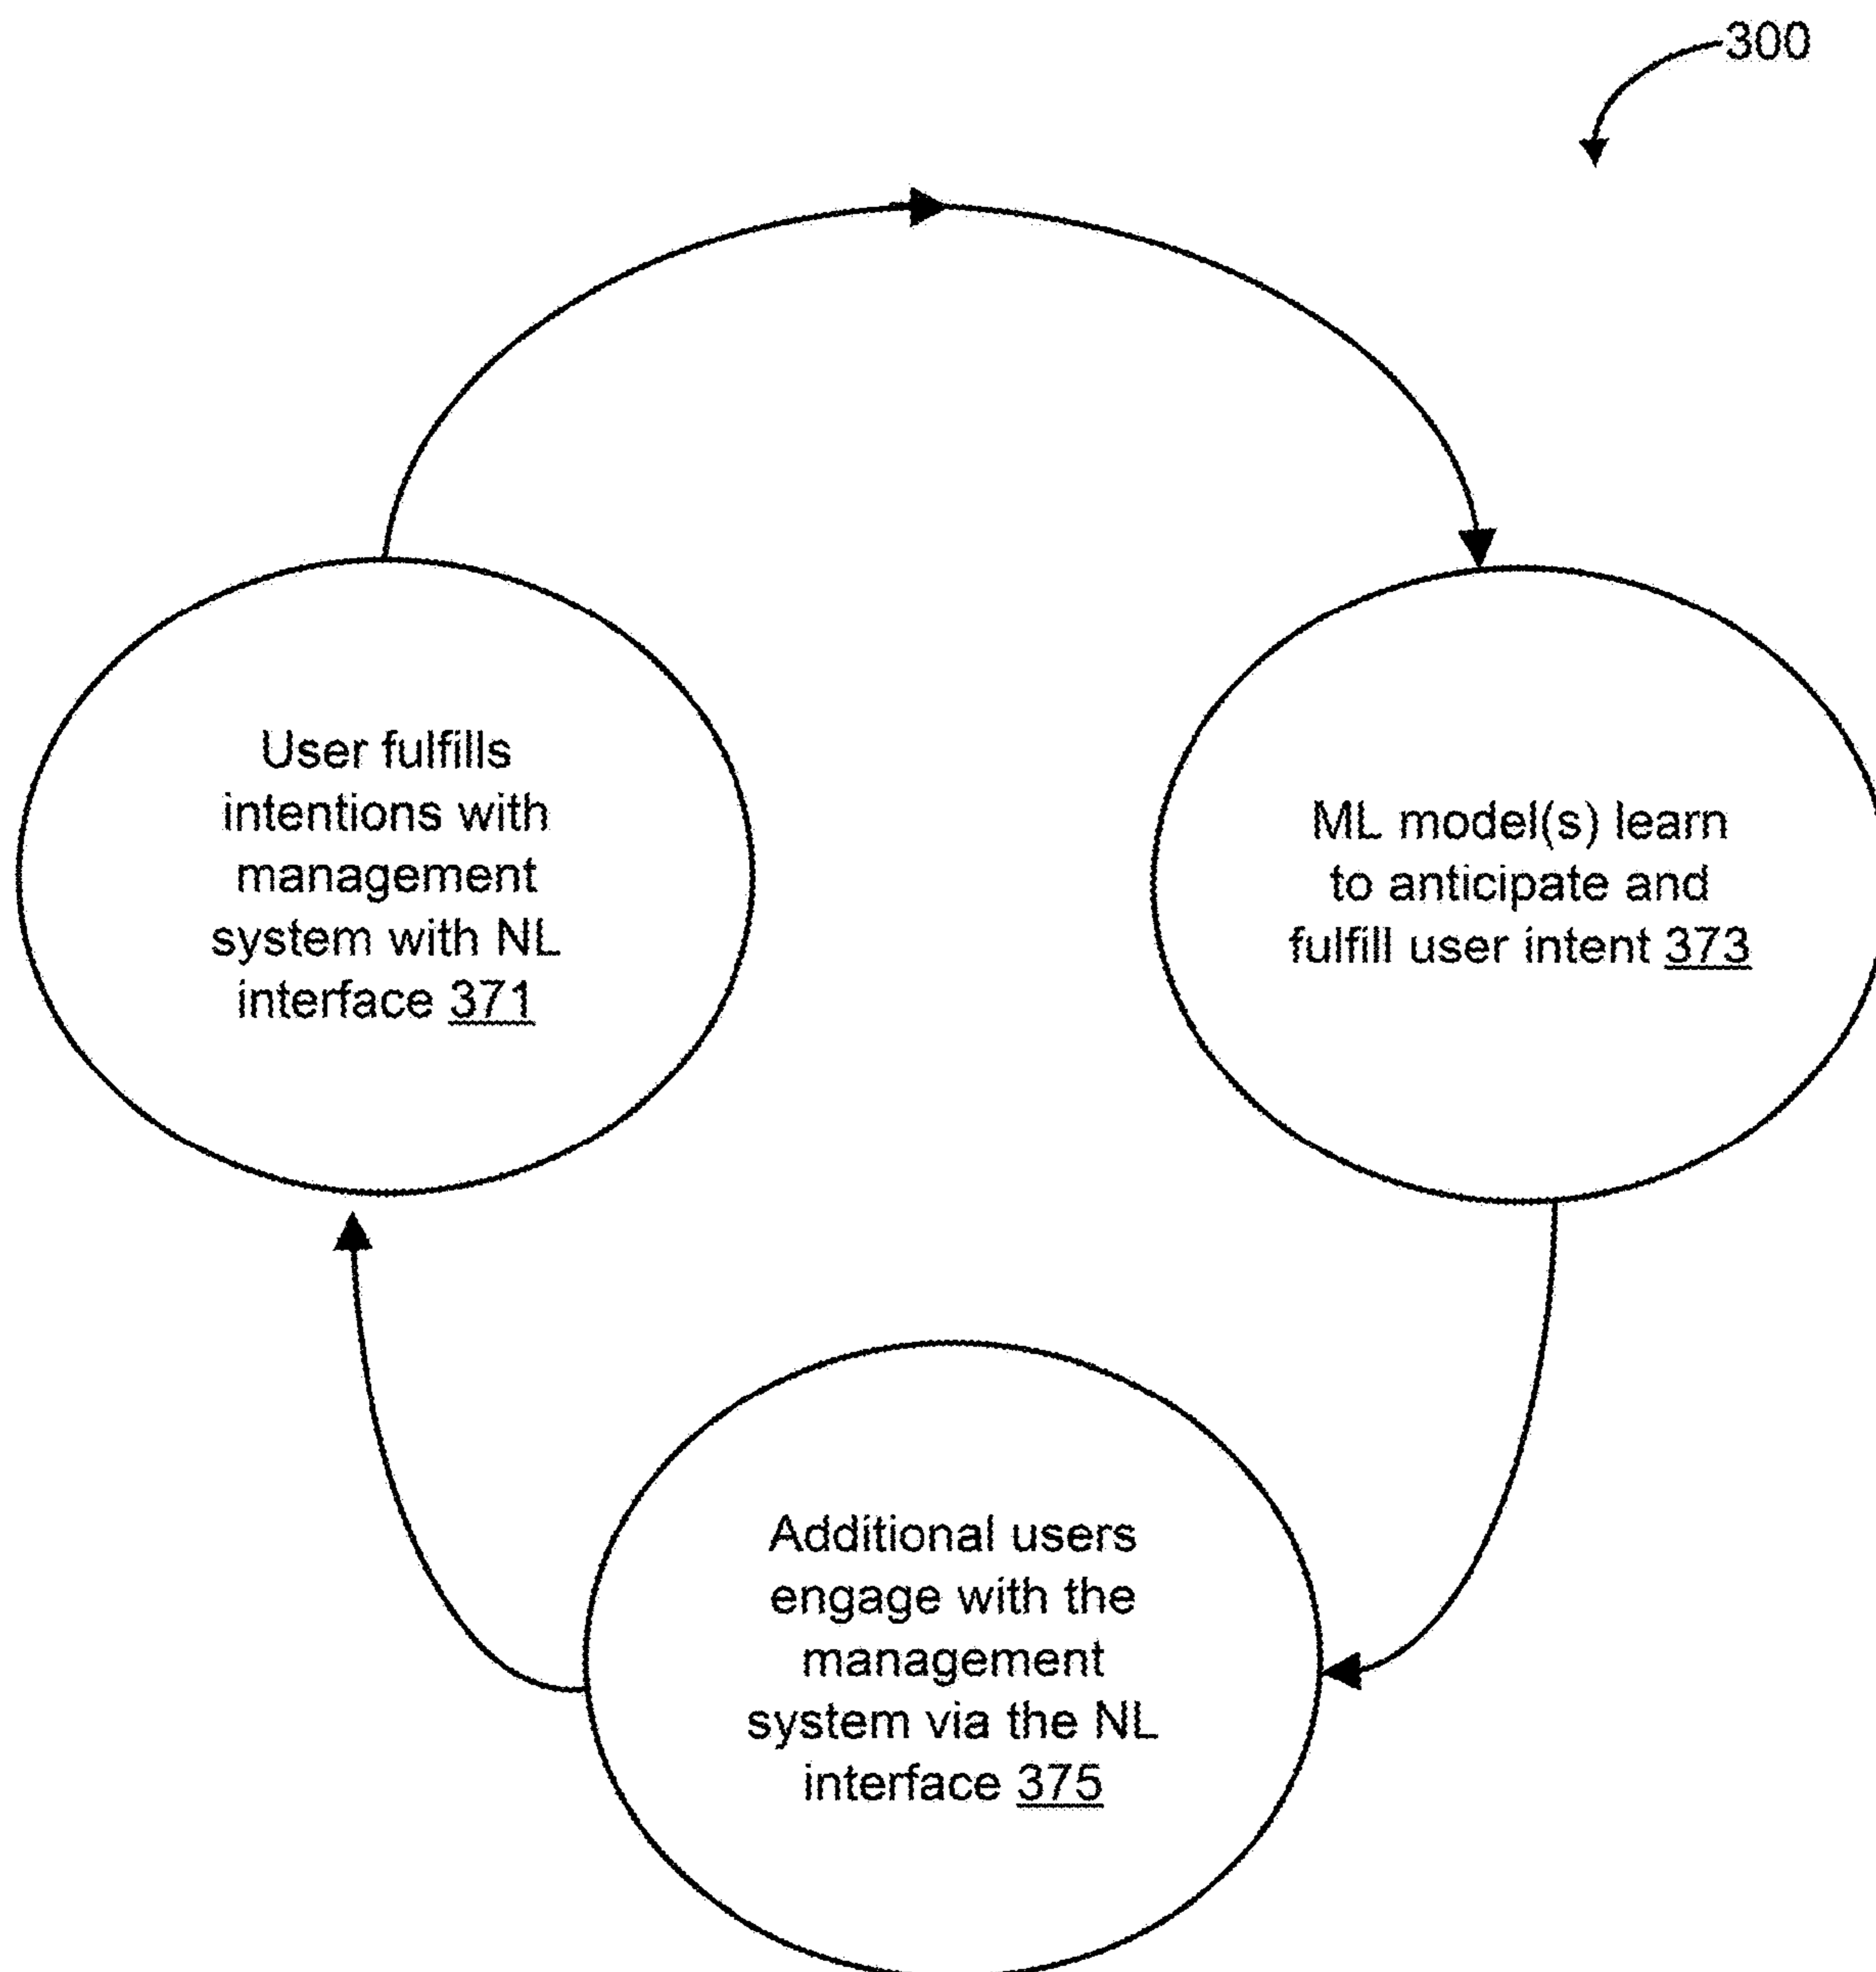 300
User fulfills
intentions with
management
system with NL
interface 371
ML model(s) learn
to anticipate and
fulfill user intent 373
Additional users
engage with the
management
system via the NL
interface 375